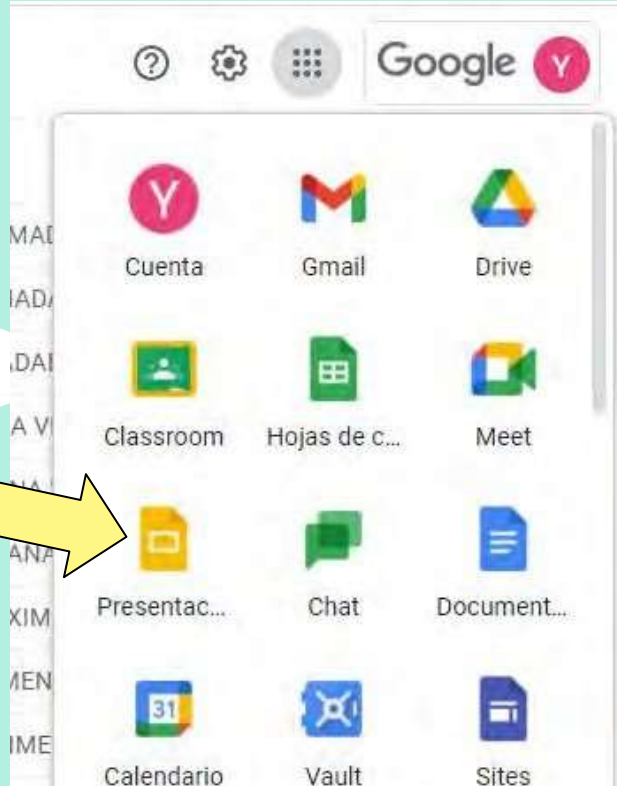 Google Y
Y
Cuenta Gmail Drive
Classroom Hojas de c... Meet
Presentac... Chat Document...
31
Calendario Vault Sites